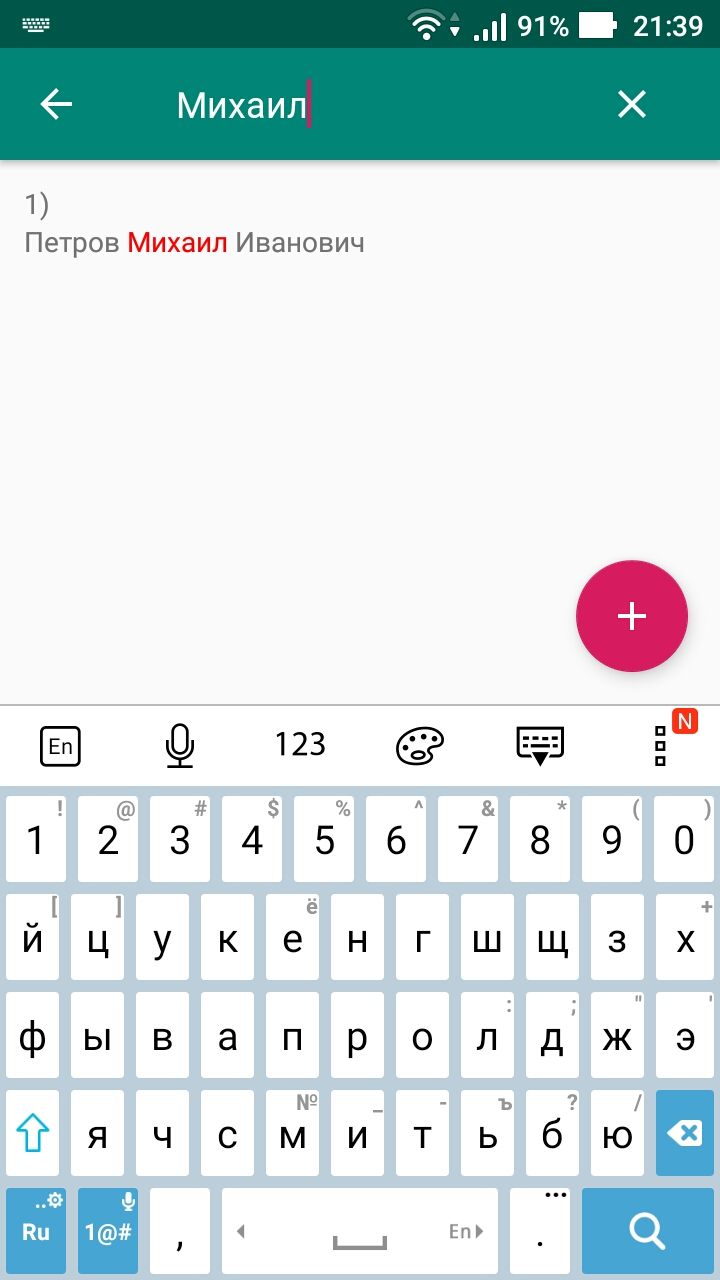 91% 21:39
Михаил
1)
Петров Михаил Иванович
+
En 123 N
! @ # $ % ^ & * ( )
1 2 3 4 5 6 7 8 9 0
[ ] ё +
й ц у к е н г ш щ з х
: ; " '
ф ы в а п р о л д ж э
№ _ - ъ ? /
я ч с м и т ь б ю
Ru 1@# , En . ...